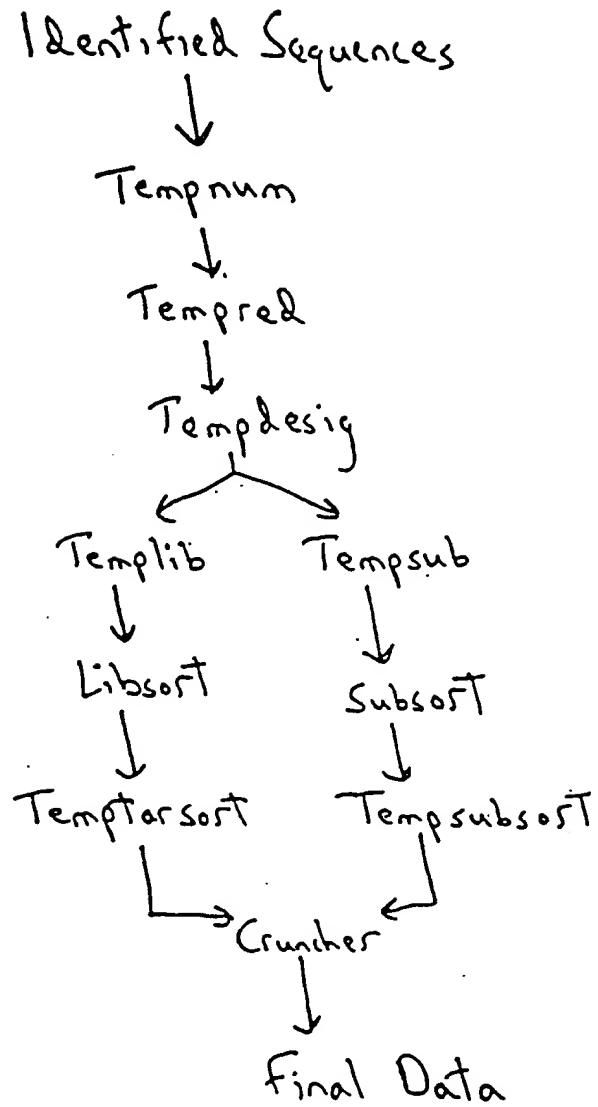 Identified Sequences
Tempnum
Tempred
Tempdesig
Templib Tempsub
Libsort Subsort
Temptarsort Tempsubsort
Cruncher
Final Data